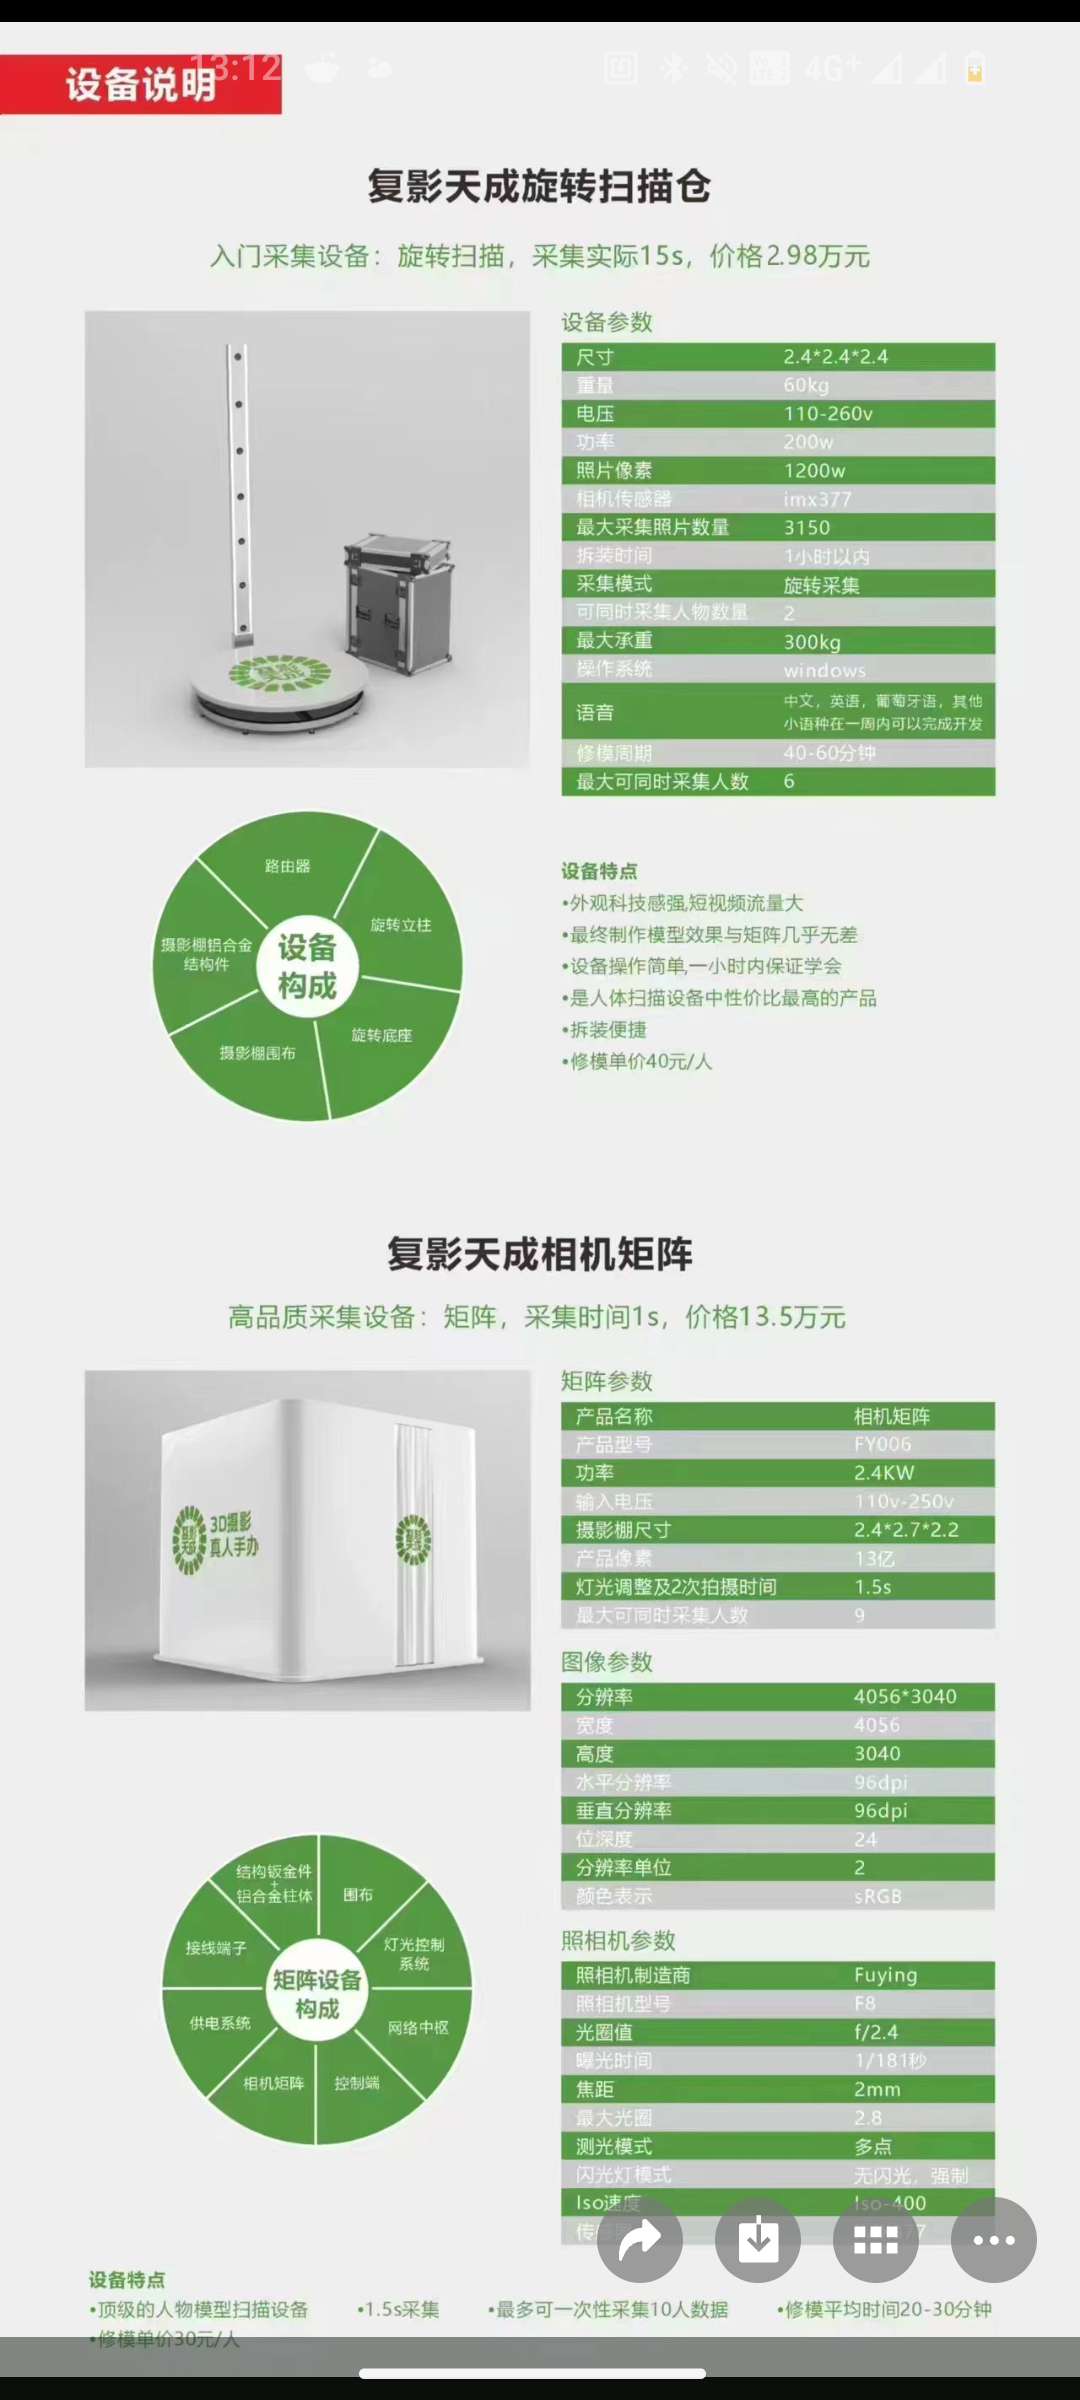 13:12
4G+
设备说明
复影天成旋转扫描仓
入门采集设备：旋转扫描，采集实际15s，价格2.98万元
设备参数
尺寸 2.4*2.4*2.4
重量 60kg
电压 110-260v
功率 200w
照片像素 1200w
相机传感器 imx377
最大采集照片数量 3150
拆装时间 1小时以内
采集模式 旋转采集
可同时采集人物数量 2
最大承重 300kg
操作系统 windows
语音 中文，英语，葡萄牙语，其他
小语种在一周内可以完成开发
修模周期 40-60分钟
最大可同时采集人数 6
复影
天成
路由器
旋转立柱
摄影棚铝合金
结构件
设备
构成
旋转底座
摄影棚围布
设备特点
•外观科技感强,短视频流量大
•最终制作模型效果与矩阵几乎无差
•设备操作简单,一小时内保证学会
•是人体扫描设备中性价比最高的产品
•拆装便捷
•修模单价40元/人
复影天成相机矩阵
高品质采集设备：矩阵，采集时间1s，价格13.5万元
复影
天成
3D摄影
真人手办
复影
天成
矩阵参数
产品名称 相机矩阵
产品型号 FY006
功率 2.4KW
输入电压 110v-250v
摄影棚尺寸 2.4*2.7*2.2
产品像素 13亿
灯光调整及2次拍摄时间 1.5s
最大可同时采集人数 9
图像参数
分辨率 4056*3040
宽度 4056
高度 3040
水平分辨率 96dpi
垂直分辨率 96dpi
位深度 24
分辨率单位 2
颜色表示 sRGB
结构钣金件
+
铝合金柱体
围布
接线端子
灯光控制
系统
矩阵设备
构成
供电系统
网络中枢
相机矩阵
控制端
照相机参数
照相机制造商 Fuying
照相机型号 F8
光圈值 f/2.4
曝光时间 1/181秒
焦距 2mm
最大光圈 2.8
测光模式 多点
闪光灯模式 无闪光，强制
Iso速度 Iso-400
传
设备特点
•顶级的人物模型扫描设备 •1.5s采集 •最多可一次性采集10人数据 •修模平均时间20-30分钟
•修模单价30元/人